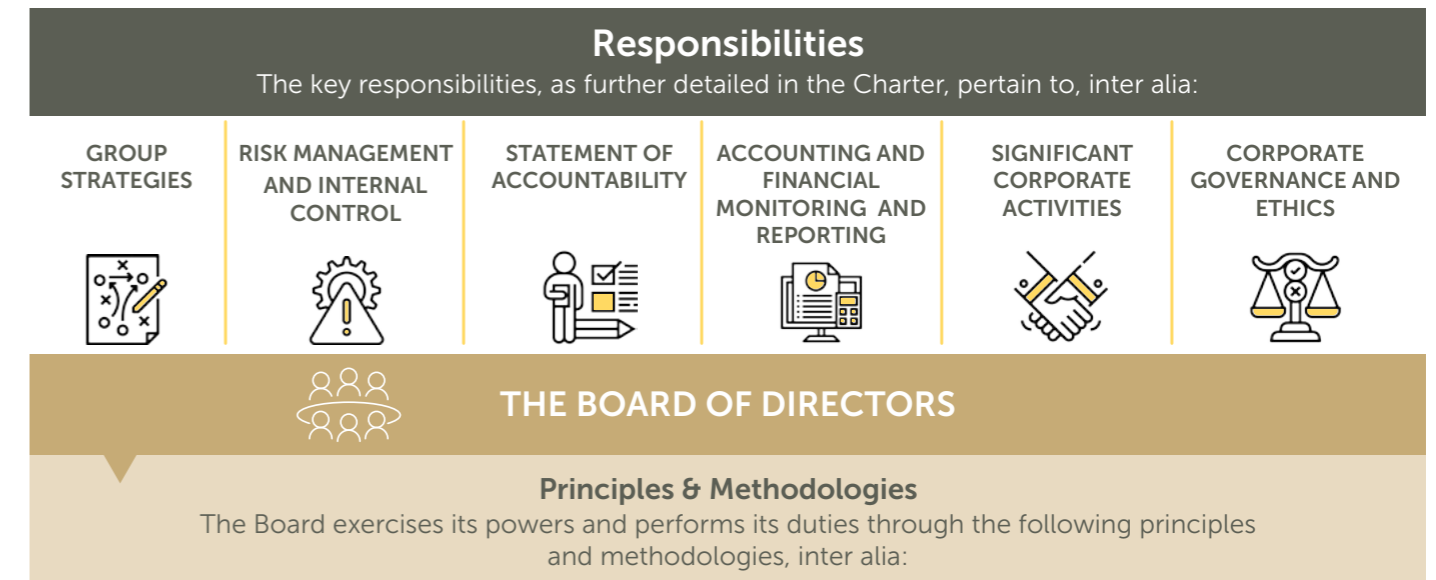 Responsibilities
The key responsibilities, as further detailed in the Charter, pertain to, inter alia:
GROUP
STRATEGIES
RISK MANAGEMENT
AND INTERNAL
CONTROL
STATEMENT OF
ACCOUNTABILITY
ACCOUNTING AND
FINANCIAL
MONITORING AND
REPORTING
SIGNIFICANT
CORPORATE
ACTIVITIES
CORPORATE
GOVERNANCE AND
ETHICS
THE BOARD OF DIRECTORS
Principles & Methodologies
The Board exercises its powers and performs its duties through the following principles
and methodologies, inter alia: